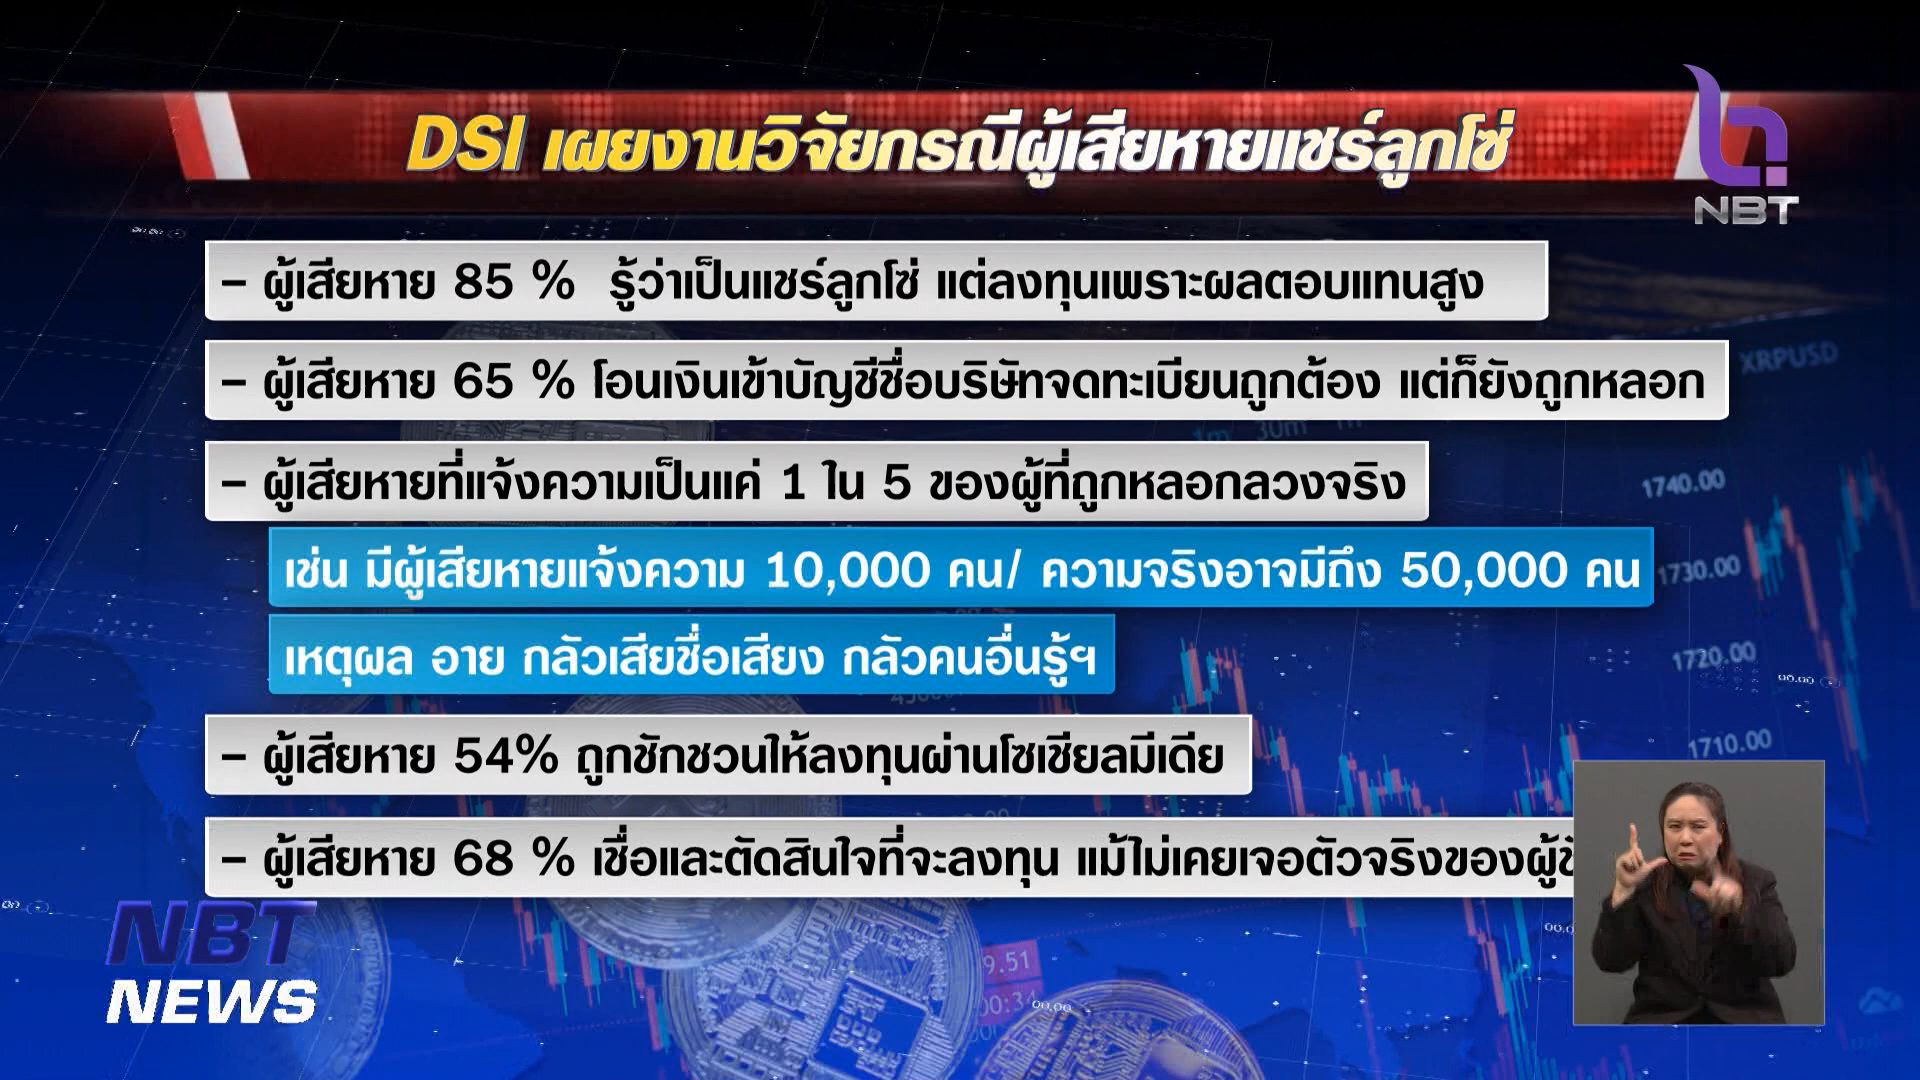 DSI เผยงานวิจัยกรณีผู้เสียหายแชร์ลูกโซ่
NBT
– ผู้เสียหาย 85 % รู้ว่าเป็นแชร์ลูกโซ่ แต่ลงทุนเพราะผลตอบแทนสูง
– ผู้เสียหาย 65 % โอนเงินเข้าบัญชีชื่อบริษัทจดทะเบียนถูกต้อง แต่ก็ยังถูกหลอก
XRPUSD
1m 30m
– ผู้เสียหายที่แจ้งความเป็นแค่ 1 ใน 5 ของผู้ที่ถูกหลอกลวงจริง
1740.00
เช่น มีผู้เสียหายแจ้งความ 10,000 คน/ ความจริงอาจมีถึง 50,000 คน
1730.00
เหตุผล อาย กลัวเสียชื่อเสียง กลัวคนอื่นรู้ฯ
1720.00
– ผู้เสียหาย 54% ถูกชักชวนให้ลงทุนผ่านโซเชียลมีเดีย
1710.00
– ผู้เสียหาย 68 % เชื่อและตัดสินใจที่จะลงทุน แม้ไม่เคยเจอตัวจริงของ
NBT
NEWS
9.51
00:34